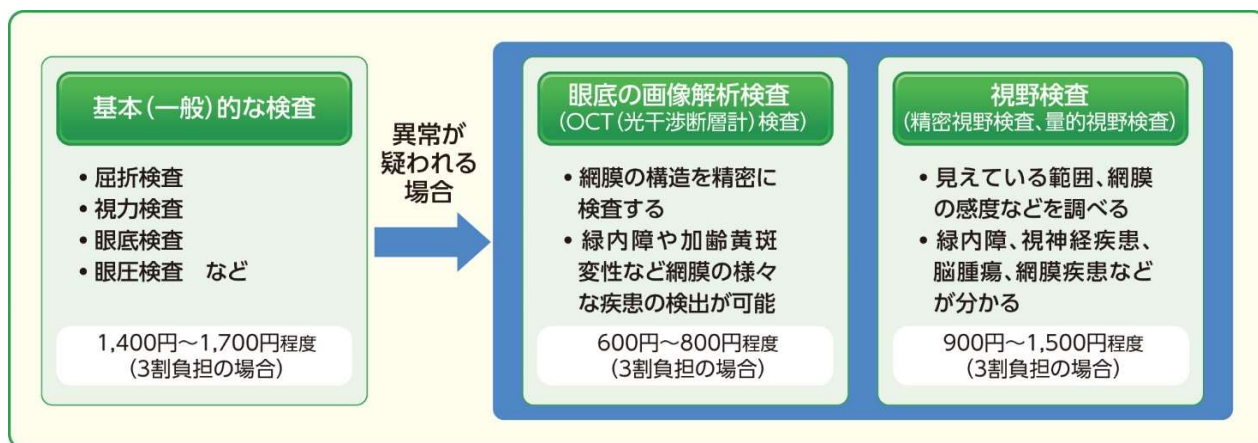 基本(一般)的な検査
・屈折検査
・視力検査
・眼底検査
・眼圧検査　など
1,400円～1,700円程度
(3割負担の場合)
異常が
疑われる
場合
眼底の画像解析検査
(OCT(光干渉断層計)検査)
・網膜の構造を精密に
検査する
・緑内障や加齢黄斑
変性など網膜の様々
な疾患の検出が可能
600円～800円程度
(3割負担の場合)
視野検査
(精密視野検査、量的視野検査)
・見えている範囲、網膜
の感度などを調べる
・緑内障、視神経疾患、
脳腫瘍、網膜疾患など
が分かる
900円～1,500円程度
(3割負担の場合)